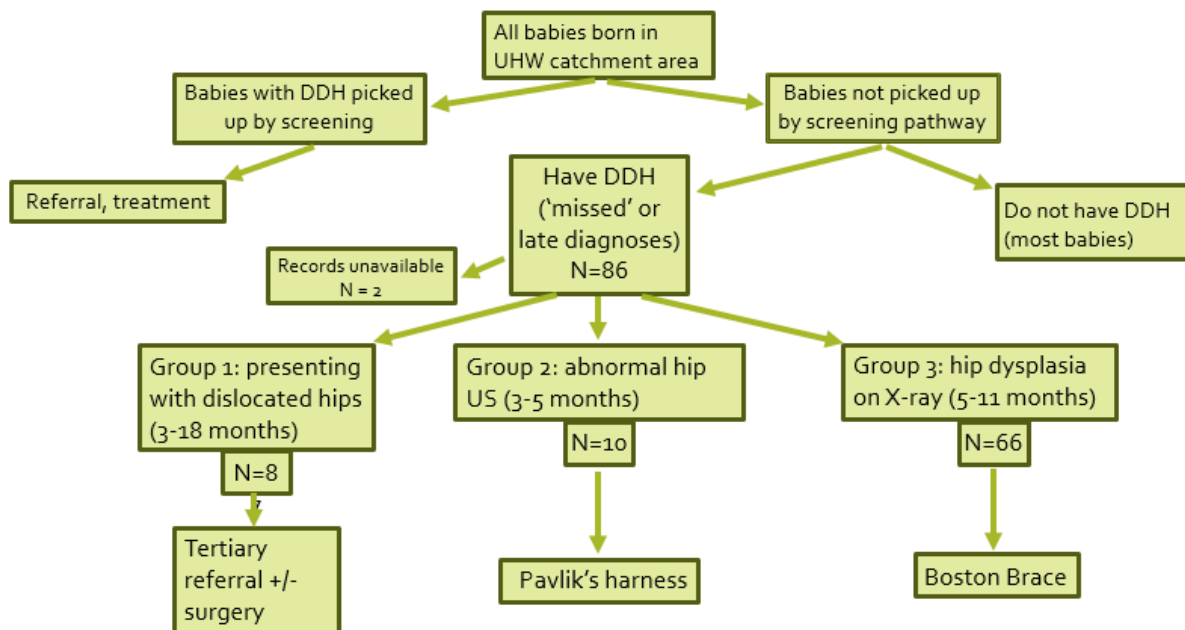 All babies born in
UHW catchment area
Babies with DDH picked
up by screening
Babies not picked up
by screening pathway
Referral, treatment
Have DDH
(‘missed’ or
late diagnoses)
N=86
Do not have DDH
(most babies)
Records unavailable
N = 2
Group 1: presenting
with dislocated hips
(3-18 months)
N=8
Group 2: abnormal hip
US (3-5 months)
N=10
Group 3: hip dysplasia
on X-ray (5-11 months)
N=66
Tertiary
referral +/-
surgery
Pavlik’s harness
Boston Brace